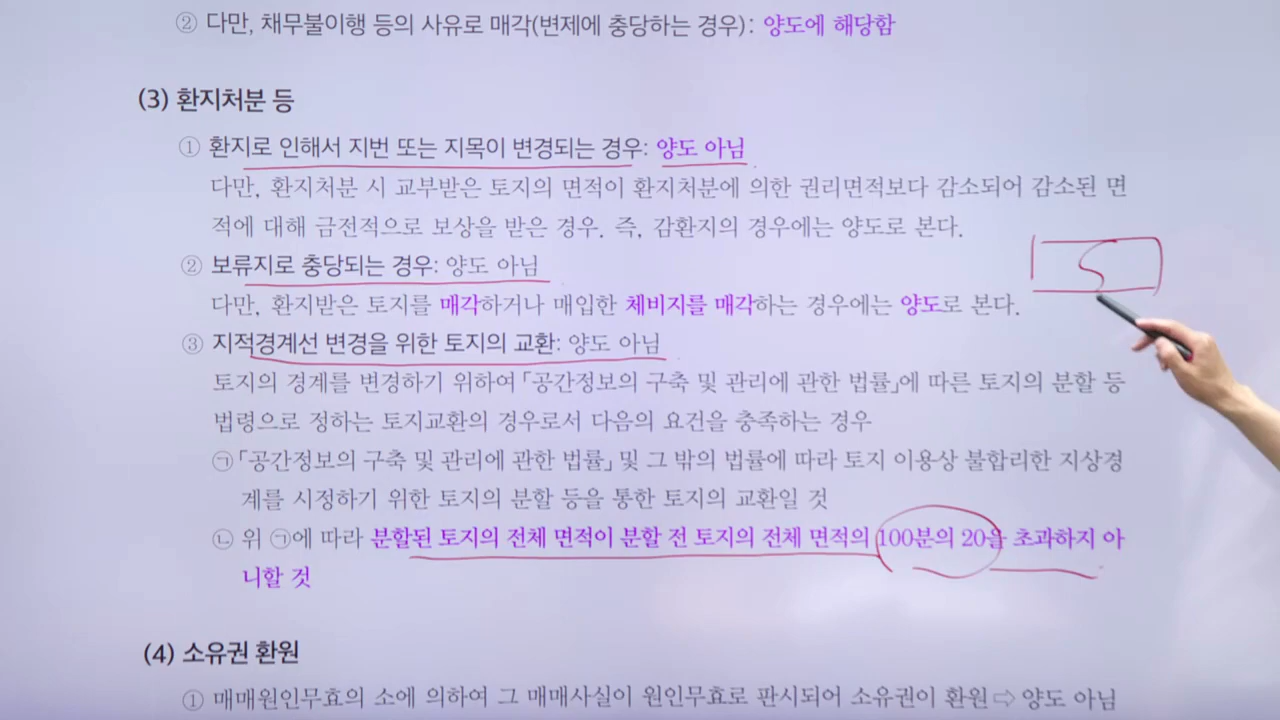 ② 다만, 채무불이행 등의 사유로 매각(변제에 충당하는 경우): 양도에 해당함
(3) 환지처분 등
① 환지로 인해서 지번 또는 지목이 변경되는 경우: 양도 아님
다만, 환지처분 시 교부받은 토지의 면적이 환지처분에 의한 권리면적보다 감소되어 감소된 면
적에 대해 금전적으로 보상을 받은 경우. 즉, 감환지의 경우에는 양도로 본다.
② 보류지로 충당되는 경우: 양도 아님
다만, 환지받은 토지를 매각하거나 매입한 체비지를 매각하는 경우에는 양도로 본다.
③ 지적경계선 변경을 위한 토지의 교환: 양도 아님
토지의 경계를 변경하기 위하여 「공간정보의 구축 및 관리에 관한 법률」에 따른 토지의 분할 등
법령으로 정하는 토지교환의 경우로서 다음의 요건을 충족하는 경우
㉠ 「공간정보의 구축 및 관리에 관한 법률」 및 그 밖의 법률에 따라 토지 이용상 불합리한 지상경
계를 시정하기 위한 토지의 분할 등을 통한 토지의 교환일 것
㉡ 위 ㉠에 따라 분할된 토지의 전체 면적이 분할 전 토지의 전체 면적의 100분의 20을 초과하지 아
니할 것
(4) 소유권 환원
① 매매원인무효의 소에 의하여 그 매매사실이 원인무효로 판시되어 소유권이 환원 ⇨ 양도 아님